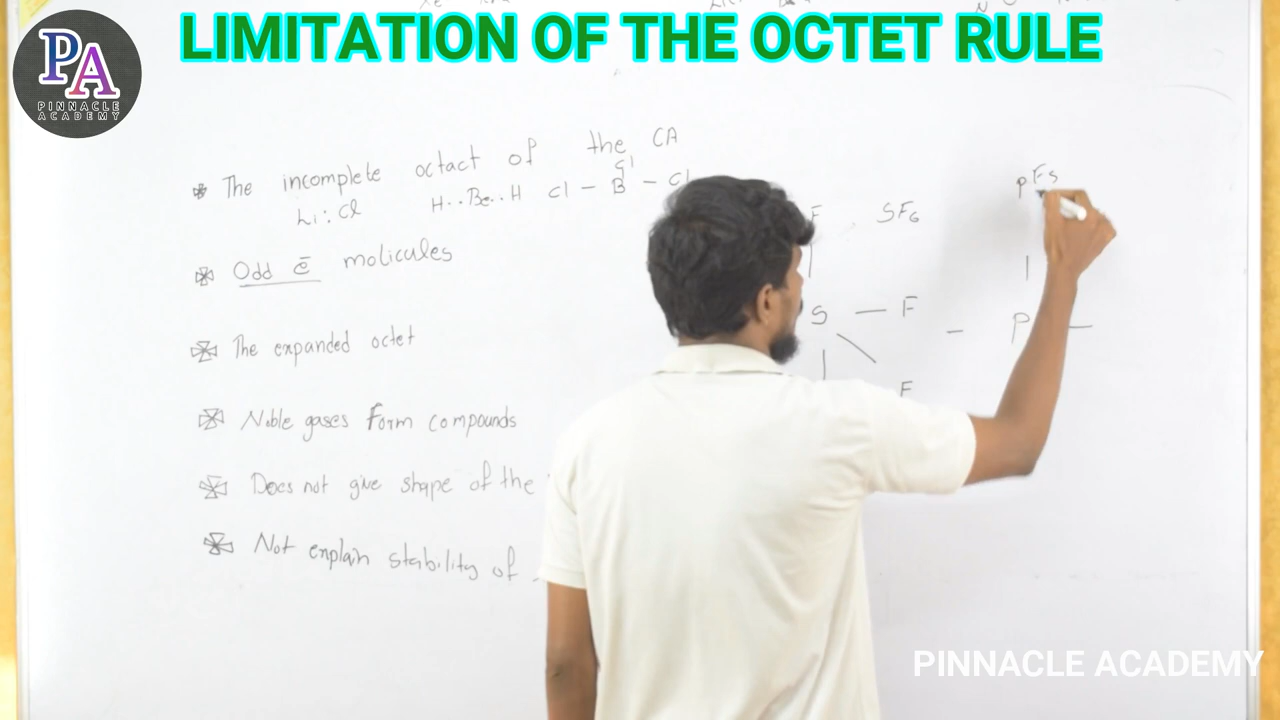 LIMITATION OF THE OCTET RULE
PA
PINNACLE
ACADEMY
The incomplete octact of the CA
Li : Cl H..Be..H Cl – B – Cl
Cl
F SF6 PF5
Odd ē molicules
S – F – P –
The expanded octet
F
Noble gases Form compounds
Does not give shape of the
Not explain stability of
PINNACLE ACADEMY